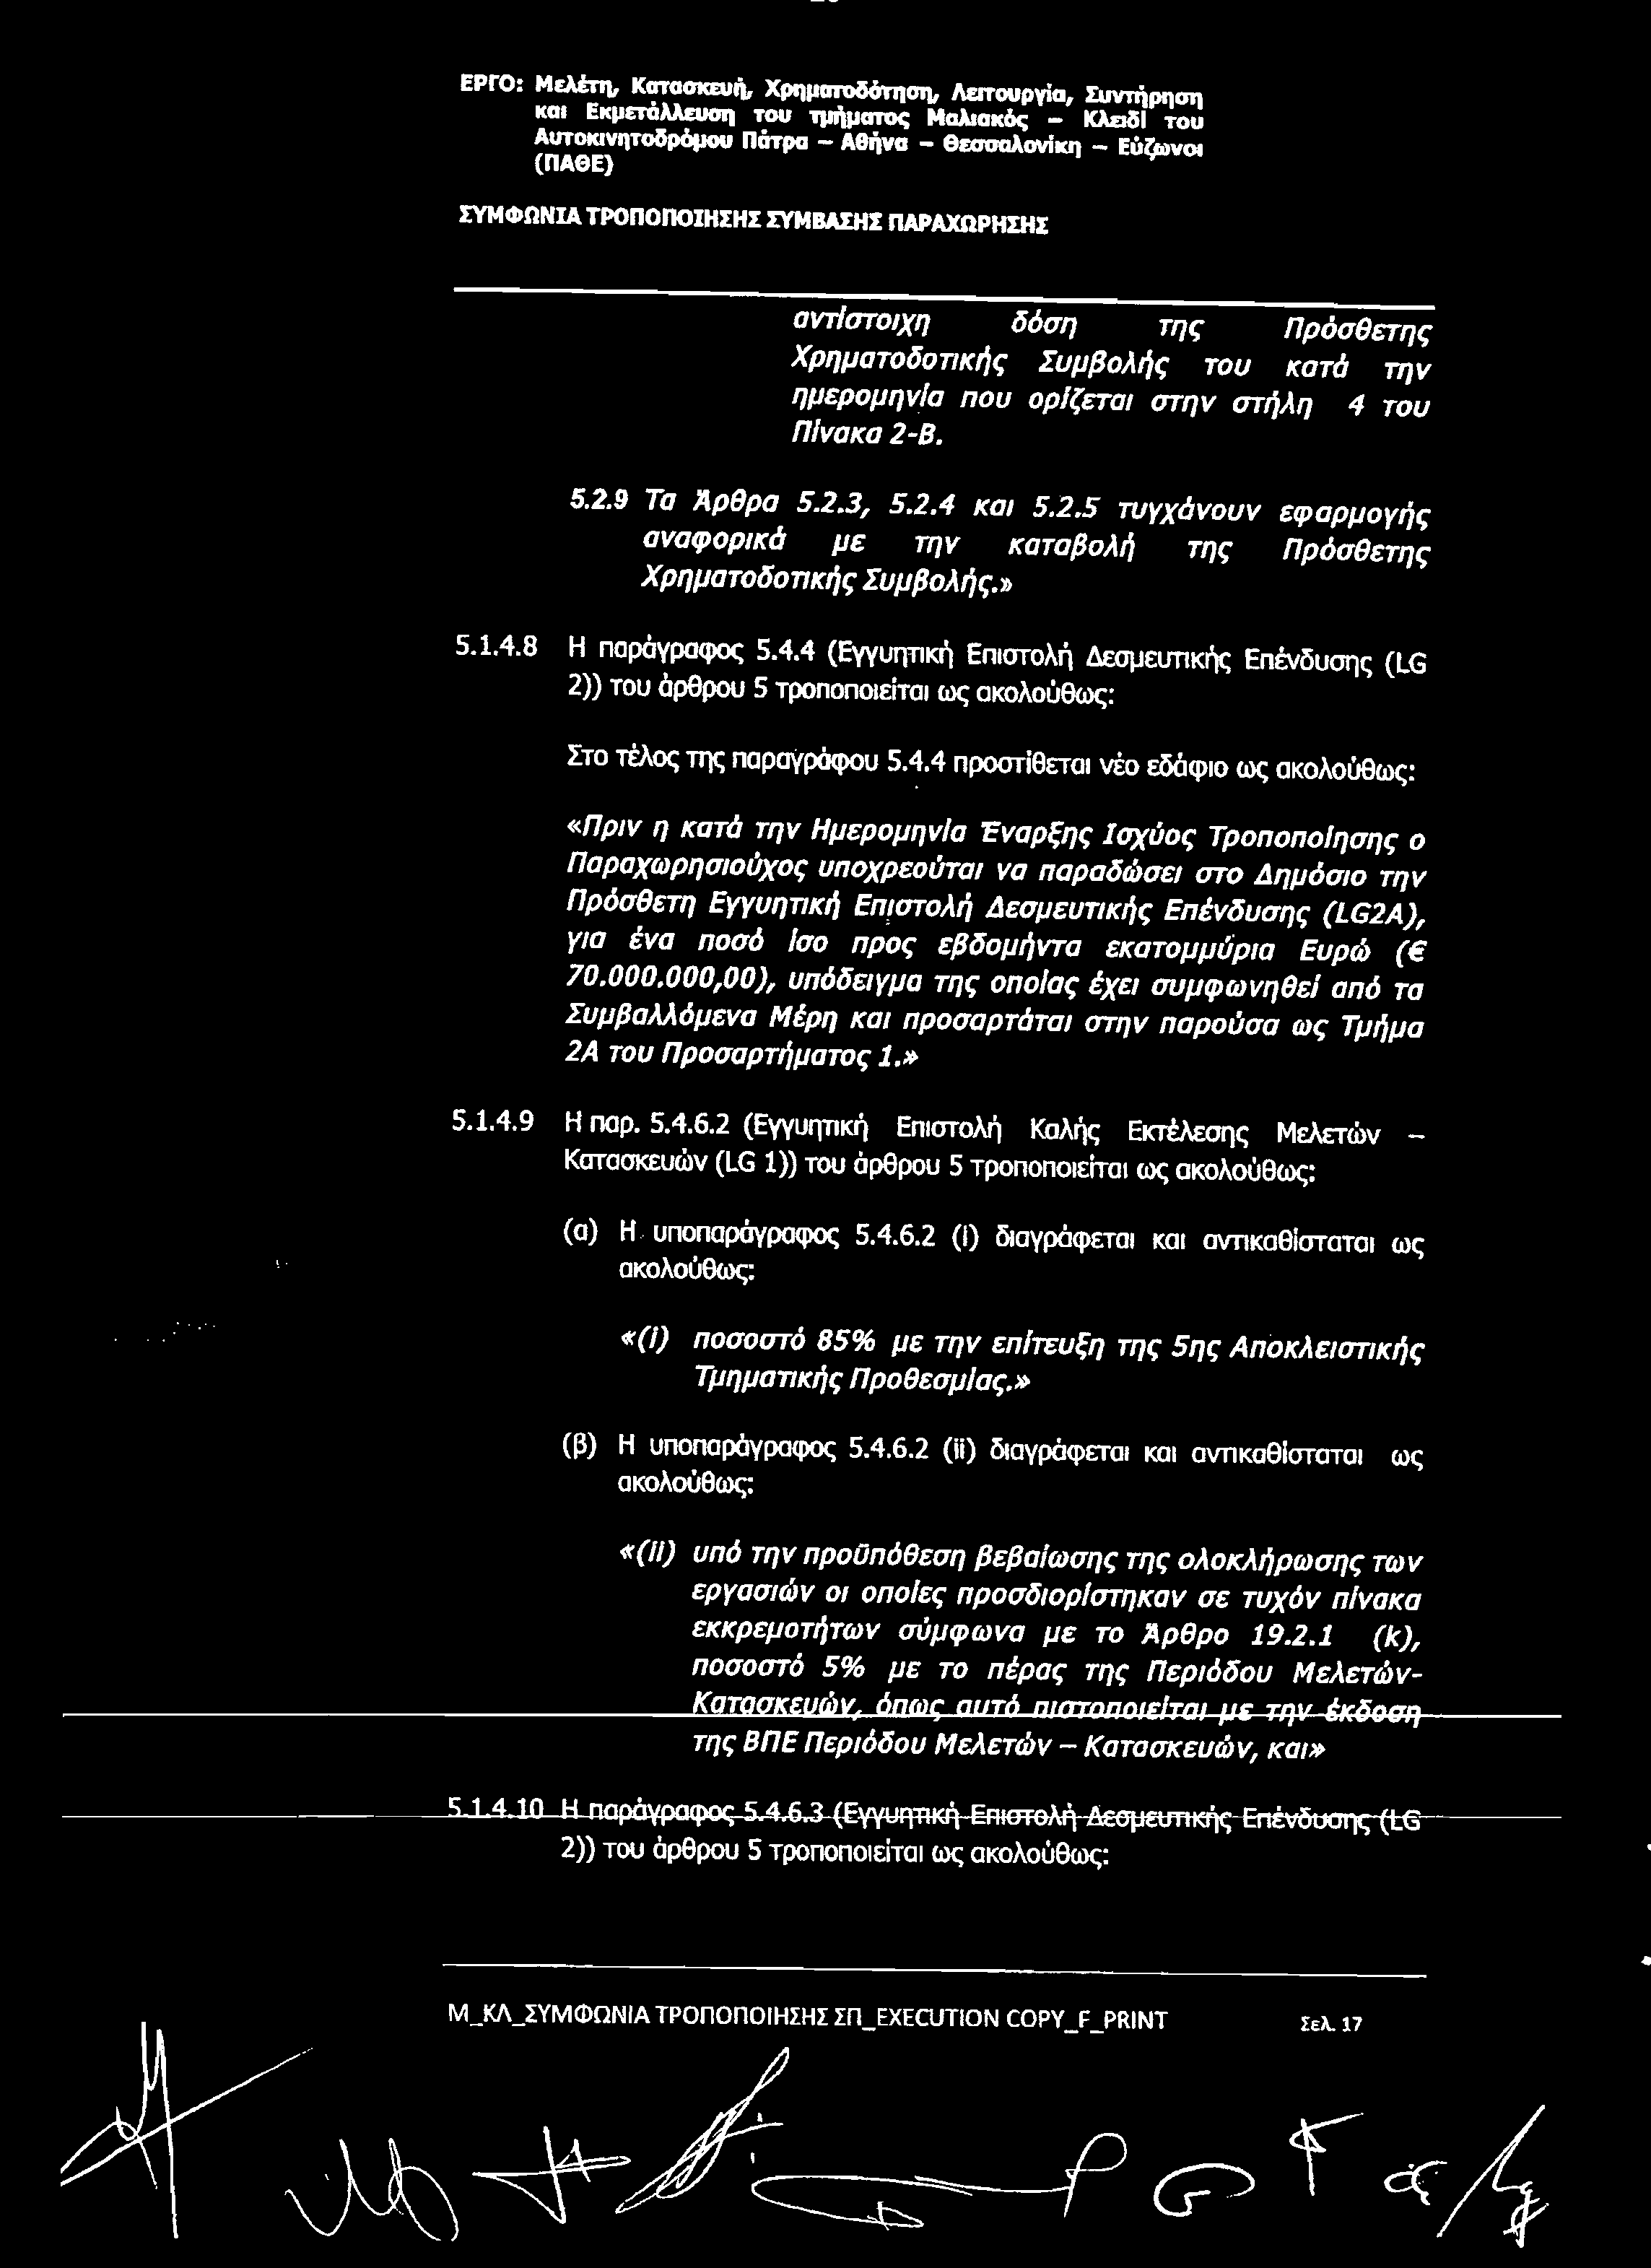 ΕΡΓΟ: Μελέτη, Κατασκευή, Χρηματοδότηση, Λειτουργία, Συντήρηση
και Εκμετάλλευση του τμήματος Μαλιακός – Κλειδί του
Αυτοκινητοδρόμου Πάτρα – Αθήνα – Θεσσαλονίκη – Εύζωνοι
(ΠΑΘΕ)
ΣΥΜΦΩΝΙΑ ΤΡΟΠΟΠΟΙΗΣΗΣ ΣΥΜΒΑΣΗΣ ΠΑΡΑΧΩΡΗΣΗΣ
αντίστοιχη δόση της Πρόσθετης
Χρηματοδοτικής Συμβολής του κατά την
ημερομηνία που ορίζεται στην στήλη 4 του
Πίνακα 2-Β.
5.2.9 Τα Άρθρα 5.2.3, 5.2.4 και 5.2.5 τυγχάνουν εφαρμογής
αναφορικά με την καταβολή της Πρόσθετης
Χρηματοδοτικής Συμβολής.»
5.1.4.8 Η παράγραφος 5.4.4 (Εγγυητική Επιστολή Δεσμευτικής Επένδυσης (LG
2)) του άρθρου 5 τροποποιείται ως ακολούθως:
Στο τέλος της παραγράφου 5.4.4 προστίθεται νέο εδάφιο ως ακολούθως:
«Πριν η κατά την Ημερομηνία Έναρξης Ισχύος Τροποποίησης ο
Παραχωρησιούχος υποχρεούται να παραδώσει στο Δημόσιο την
Πρόσθετη Εγγυητική Επιστολή Δεσμευτικής Επένδυσης (LG2A),
για ένα ποσό ίσο προς εβδομήντα εκατομμύρια Ευρώ (€
70.000.000,00), υπόδειγμα της οποίας έχει συμφωνηθεί από τα
Συμβαλλόμενα Μέρη και προσαρτάται στην παρούσα ως Τμήμα
2Α του Προσαρτήματος 1.»
5.1.4.9 Η παρ. 5.4.6.2 (Εγγυητική Επιστολή Καλής Εκτέλεσης Μελετών –
Κατασκευών (LG 1)) του άρθρου 5 τροποποιείται ως ακολούθως:
(α) Η υποπαράγραφος 5.4.6.2 (i) διαγράφεται και αντικαθίσταται ως
ακολούθως:
«(i) ποσοστό 85% με την επίτευξη της 5ης Αποκλειστικής
Τμηματικής Προθεσμίας.»
(β) Η υποπαράγραφος 5.4.6.2 (ii) διαγράφεται και αντικαθίσταται ως
ακολούθως:
«(ii) υπό την προϋπόθεση βεβαίωσης της ολοκλήρωσης των
εργασιών οι οποίες προσδιορίστηκαν σε τυχόν πίνακα
εκκρεμοτήτων σύμφωνα με το Άρθρο 19.2.1 (k),
ποσοστό 5% με το πέρας της Περιόδου Μελετών-
Κατασκευών, όπως αυτό πιστοποιείται με την έκδοση
της ΒΠΕ Περιόδου Μελετών – Κατασκευών, και»
5.1.4.10 Η παράγραφος 5.4.6.3 (Εγγυητική Επιστολή Δεσμευτικής Επένδυσης (LG
2)) του άρθρου 5 τροποποιείται ως ακολούθως:
Μ_ΚΛ_ΣΥΜΦΩΝΙΑ ΤΡΟΠΟΠΟΙΗΣΗΣ ΣΠ_EXECUTION COPY_F_PRINT Σελ. 17